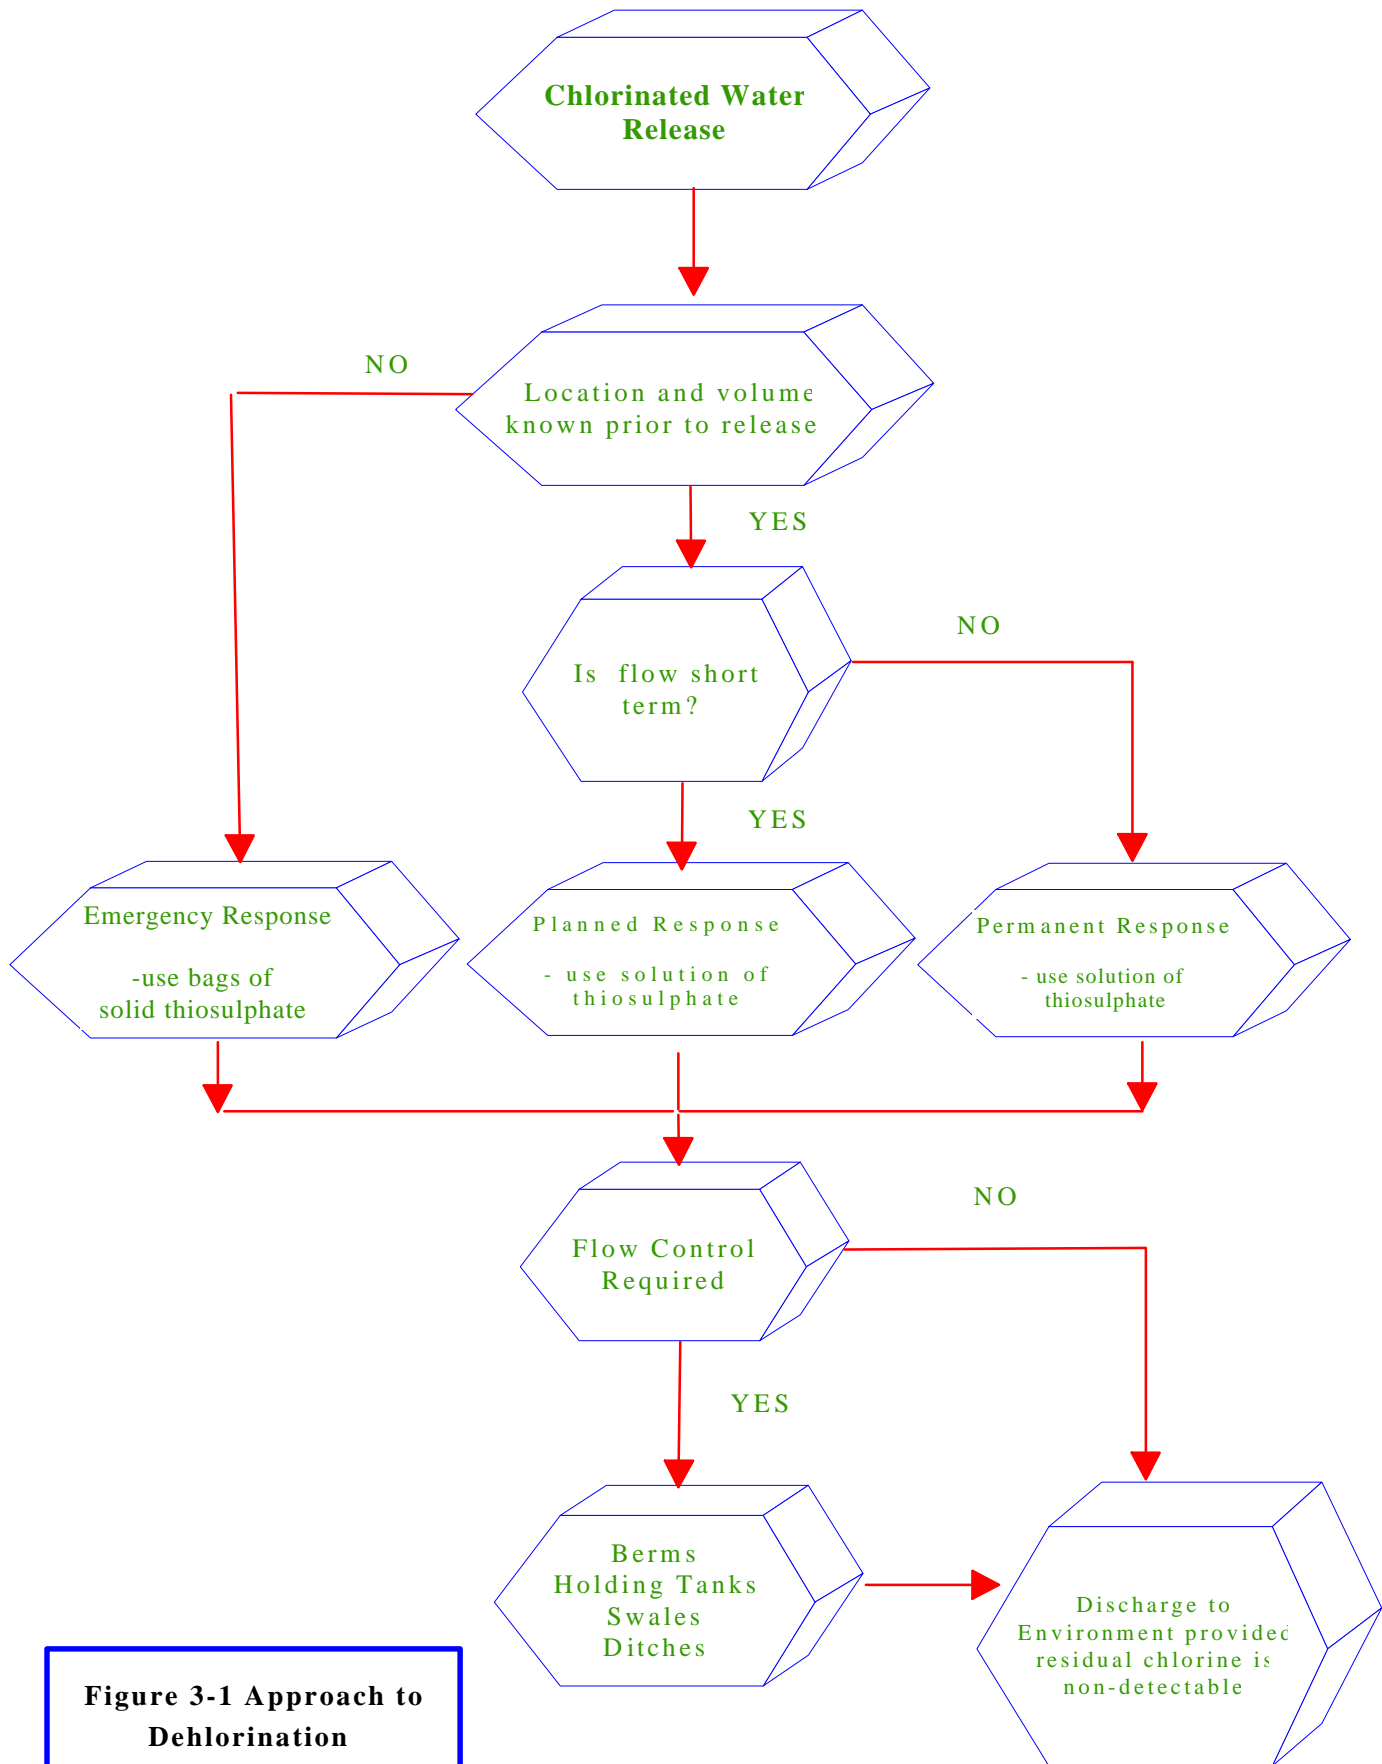 Chlorinated Water
Release
NO
Location and volume
known prior to release
YES
Is flow short
term?
NO
YES
Emergency Response
-use bags of
solid thiosulphate
Planned Response
- use solution of
thiosulphate
Permanent Response
- use solution of
thiosulphate
Flow Control
Required
NO
YES
Berms
Holding Tanks
Swales
Ditches
Discharge to
Environment provided
residual chlorine is
non-detectable
Figure 3-1 Approach to
Dehlorination